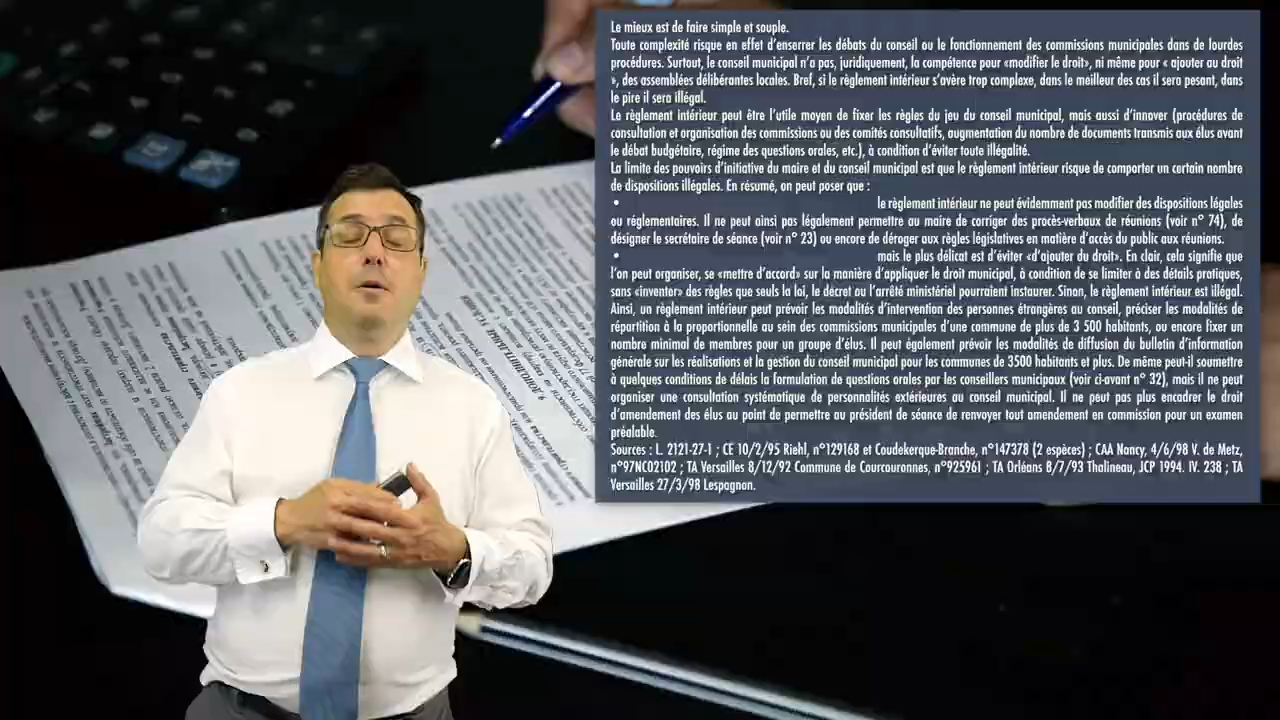 Le mieux est de faire simple et souple.
Toute complexité risque en effet d'enserrer les débats du conseil ou le fonctionnement des commissions municipales dans de lourdes
procédures. Surtout, le conseil municipal n'a pas, juridiquement, la compétence pour «modifier le droit», ni même pour « ajouter au droit
», des assemblées délibérantes locales. Bref, si le règlement intérieur s'avère trop complexe, dans le meilleur des cas il sera pesant, dans
le pire il sera illégal.
Le règlement intérieur peut être l'utile moyen de fixer les règles du jeu du conseil municipal, mais aussi d'innover (procédures de
consultation et organisation des commissions ou des comités consultatifs, augmentation du nombre de documents transmis aux élus avant
le débat budgétaire, régime des questions orales, etc.), à condition d'éviter toute illégalité.
La limite des pouvoirs d'initiative du maire et du conseil municipal est que le règlement intérieur risque de comporter un certain nombre
de dispositions illégales. En résumé, on peut poser que :
• le règlement intérieur ne peut évidemment pas modifier des dispositions légales
ou réglementaires. Il ne peut ainsi pas légalement permettre au maire de corriger des procès-verbaux de réunions (voir n° 74), de
désigner le secrétaire de séance (voir n° 23) ou encore de déroger aux règles législatives en matière d'accès du public aux réunions.
• mais le plus délicat est d'éviter «d'ajouter du droit». En clair, cela signifie que
l'on peut organiser, se «mettre d'accord» sur la manière d'appliquer le droit municipal, à condition de se limiter à des détails pratiques,
sans «inventer» des règles que seuls la loi, le décret ou l'arrêté ministériel pourraient instaurer. Sinon, le règlement intérieur est illégal.
Ainsi, un règlement intérieur peut prévoir les modalités d'intervention des personnes étrangères au conseil, préciser les modalités de
répartition à la proportionnelle au sein des commissions municipales d'une commune de plus de 3 500 habitants, ou encore fixer un
nombre minimal de membres pour un groupe d'élus. Il peut également prévoir les modalités de diffusion du bulletin d'information
générale sur les réalisations et la gestion du conseil municipal pour les communes de 3500 habitants et plus. De même peut-il soumettre
à quelques conditions de délais la formulation de questions orales par les conseillers municipaux (voir ci-avant n° 32), mais il ne peut
organiser une consultation systématique de personnalités extérieures au conseil municipal. Il ne peut pas plus encadrer le droit
d'amendement des élus au point de permettre au président de séance de renvoyer tout amendement en commission pour un examen
préalable.
Sources : L. 2121-27-1 ; CE 10/2/95 Riehl, n°129168 et Coudekerque-Branche, n°147378 (2 espèces) ; CAA Nancy, 4/6/98 V. de Metz,
n°97NC02102 ; TA Versailles 8/12/92 Commune de Courcouronnes, n°925961 ; TA Orléans 8/7/93 Thalineau, JCP 1994. IV. 238 ; TA
Versailles 27/3/98 Lespagnon.